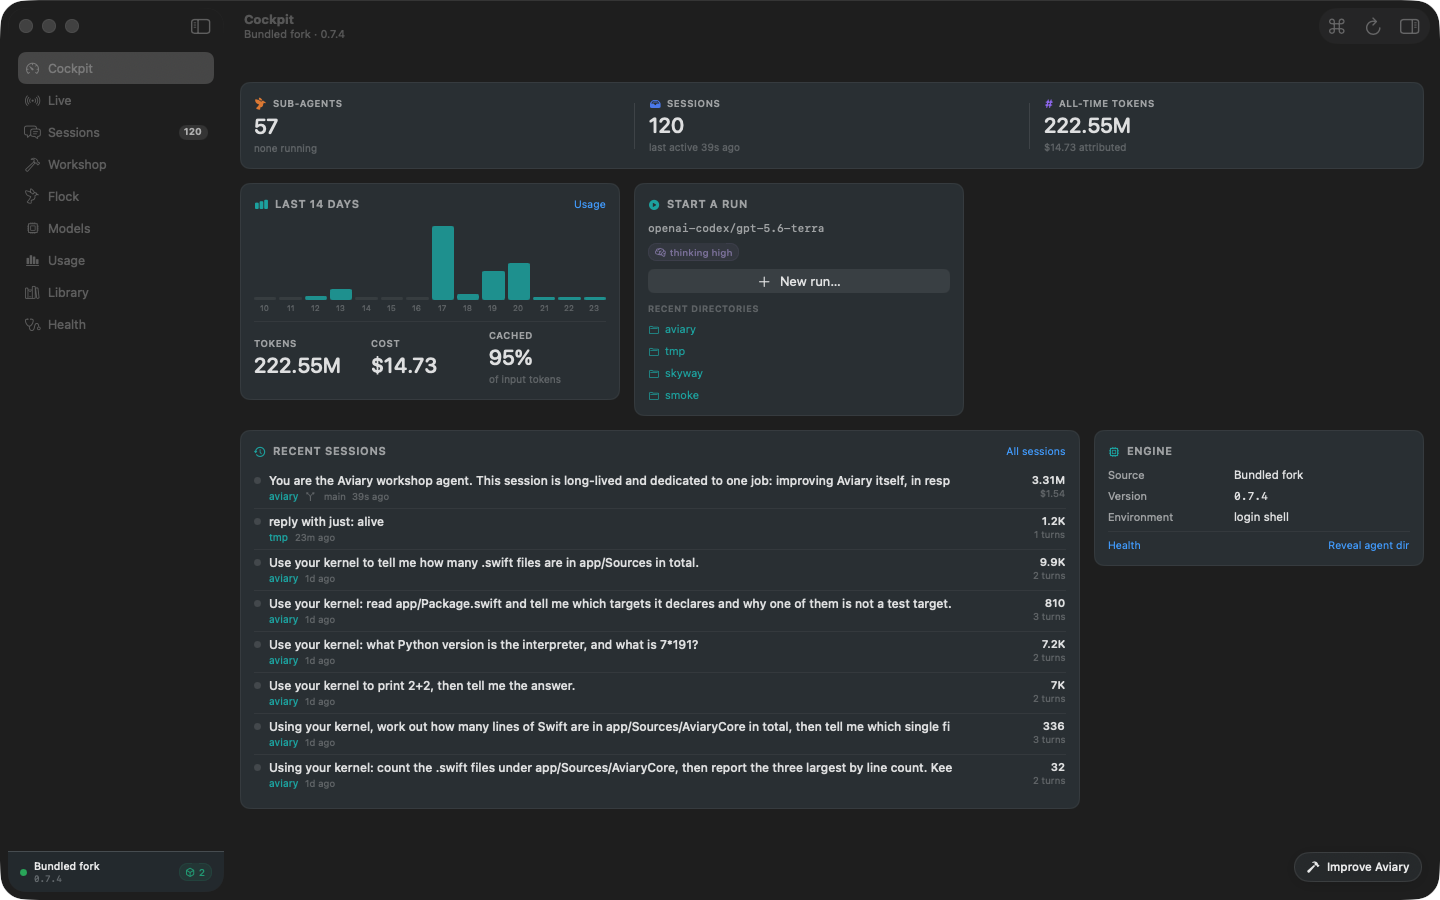 Cockpit
Bundled fork · 0.7.4
Cockpit
Live
Sessions 120
Workshop
Flock
Models
Usage
Library
Health
SUB-AGENTS
57
none running
SESSIONS
120
last active 39s ago
# ALL-TIME TOKENS
222.55M
$14.73 attributed
LAST 14 DAYS Usage
10 11 12 13 14 15 16 17 18 19 20 21 22 23
TOKENS
222.55M
COST
$14.73
CACHED
95%
of input tokens
START A RUN
openai-codex/gpt-5.6-terra
thinking high
+ New run...
RECENT DIRECTORIES
aviary
tmp
skyway
smoke
RECENT SESSIONS All sessions
You are the Aviary workshop agent. This session is long-lived and dedicated to one job: improving Aviary itself, in resp 3.31M
aviary main 39s ago $1.54
reply with just: alive 1.2K
tmp 23m ago 1 turns
Use your kernel to tell me how many .swift files are in app/Sources in total. 9.9K
aviary 1d ago 2 turns
Use your kernel: read app/Package.swift and tell me which targets it declares and why one of them is not a test target. 810
aviary 1d ago 3 turns
Use your kernel: what Python version is the interpreter, and what is 7*191? 7.2K
aviary 1d ago 2 turns
Use your kernel to print 2+2, then tell me the answer. 7K
aviary 1d ago 2 turns
Using your kernel, work out how many lines of Swift are in app/Sources/AviaryCore in total, then tell me which single fi 336
aviary 1d ago 3 turns
Using your kernel: count the .swift files under app/Sources/AviaryCore, then report the three largest by line count. Kee 32
aviary 1d ago 2 turns
ENGINE
Source Bundled fork
Version 0.7.4
Environment login shell
Health Reveal agent dir
Bundled fork
0.7.4
2
Improve Aviary